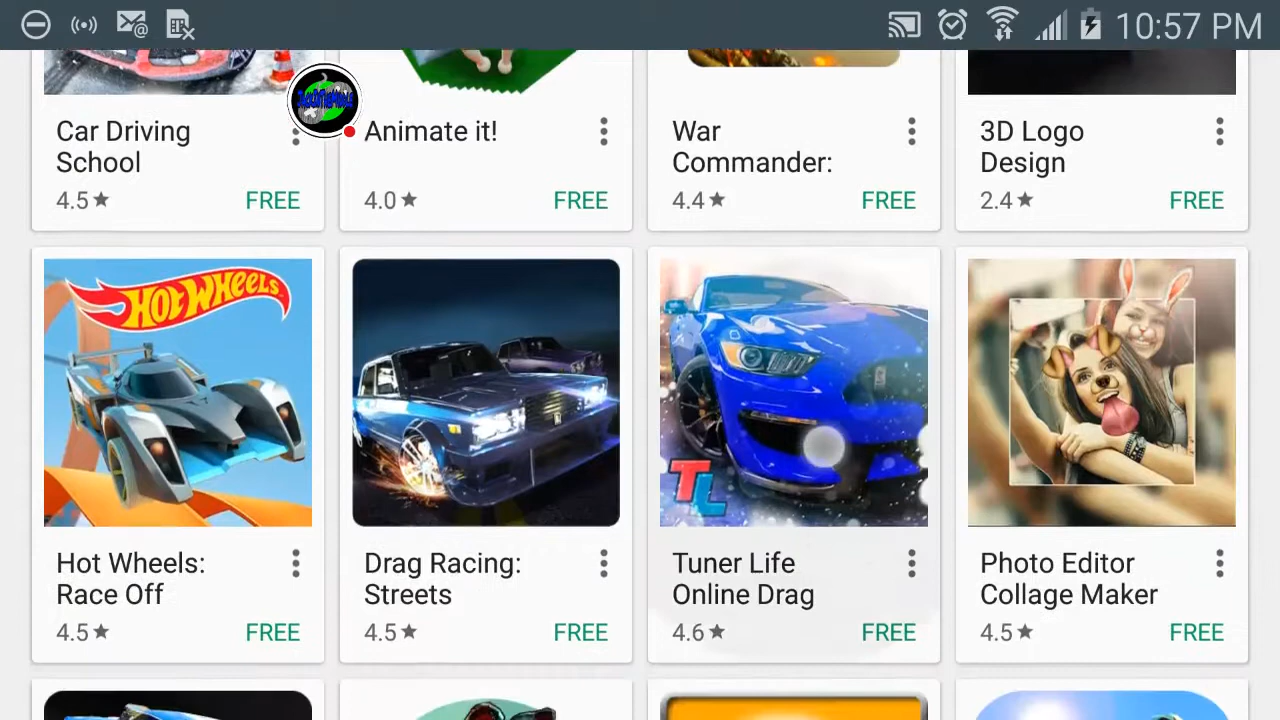 10:57 PM
Car Driving
School
4.5
FREE
Animate it!
4.0
FREE
War
Commander:
4.4
FREE
3D Logo
Design
2.4
FREE
HOT WHEELS
Hot Wheels:
Race Off
4.5
FREE
Drag Racing:
Streets
4.5
FREE
TL
Tuner Life
Online Drag
4.6
FREE
Photo Editor
Collage Maker
4.5
FREE